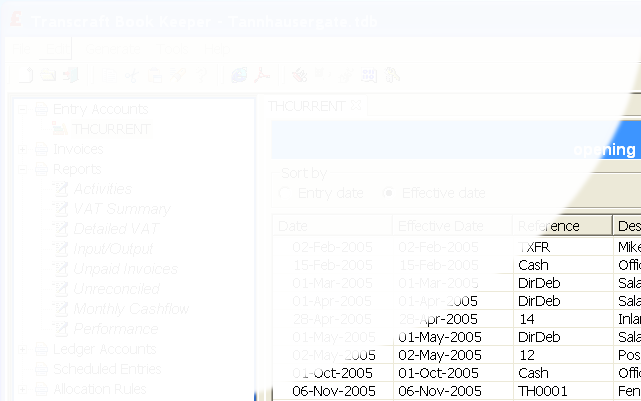 Transcraft Book Keeper - Tannhausergate.tdb
Entry Accounts
THCURRENT
Invoices
Reports
Activities
VAT Summary
Detailed VAT
Input/Output
Unpaid Invoices
Unreconciled
Monthly Cashflow
Performance
Ledger Accounts
Scheduled Entries
Allocation Rules
THCURRENT
opening
Sort by
Entry date Effective date
Date Effective Date Reference Des
02-Feb-2005 02-Feb-2005 TXFR Mike
15-Feb-2005 15-Feb-2005 Cash Offi
01-Mar-2005 01-Mar-2005 DirDeb Sala
01-Apr-2005 01-Apr-2005 DirDeb Sala
28-Apr-2005 28-Apr-2005 14 Inlan
01-May-2005 01-May-2005 DirDeb Sala
02-May-2005 02-May-2005 12 Pos
01-Oct-2005 01-Oct-2005 Cash Offi
06-Nov-2005 06-Nov-2005 TH0001 Fen